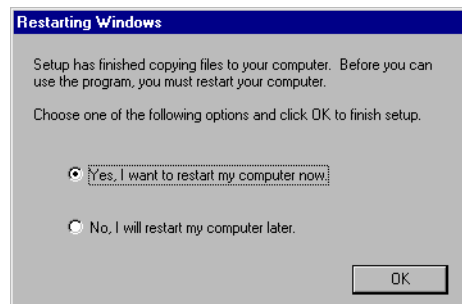 Restarting Windows
Setup has finished copying files to your computer.  Before you can
use the program, you must restart your computer.
Choose one of the following options and click OK to finish setup.
Yes, I want to restart my computer now.
No, I will restart my computer later.
OK